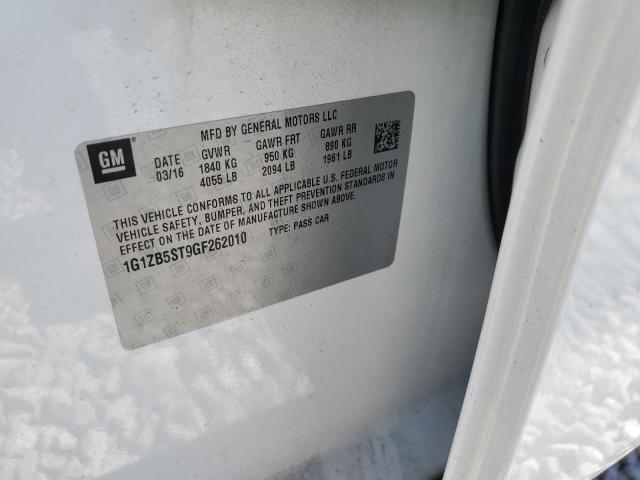 GM
MFD BY GENERAL MOTORS LLC
DATE GVWR GAWR FRT GAWR RR
03/16 1840 KG 950 KG 890 KG
4055 LB 2094 LB 1961 LB
THIS VEHICLE CONFORMS TO ALL APPLICABLE U.S. FEDERAL MOTOR
VEHICLE SAFETY, BUMPER, AND THEFT PREVENTION STANDARDS IN
EFFECT ON THE DATE OF MANUFACTURE SHOWN ABOVE.
1G1ZB5ST9GF262010 TYPE: PASS CAR